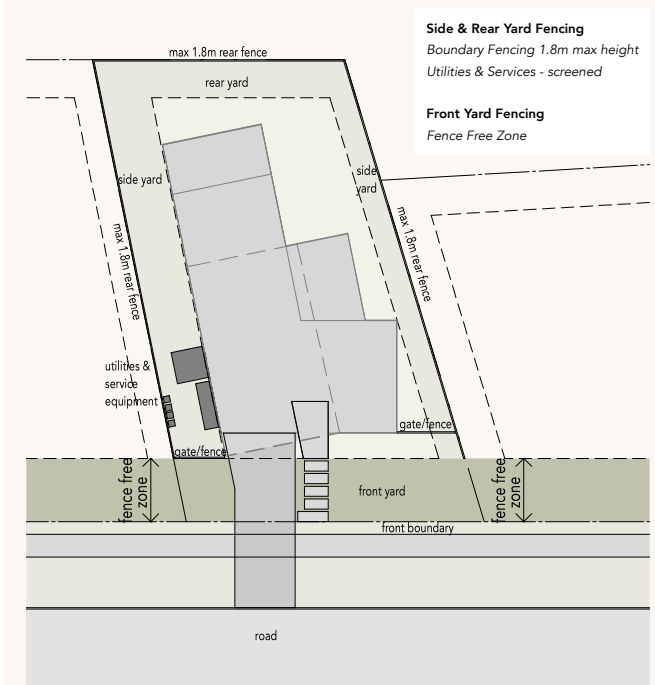 Side & Rear Yard Fencing
Boundary Fencing 1.8m max height
Utilities & Services - screened
Front Yard Fencing
Fence Free Zone
max 1.8m rear fence
rear yard
side yard
side
yard
max 1.8m rear fence
max 1.8m rear fence
utilities &
service
equipment
gate/fence
gate/fence
fence free
zone
front yard
fence free
zone
front boundary
road